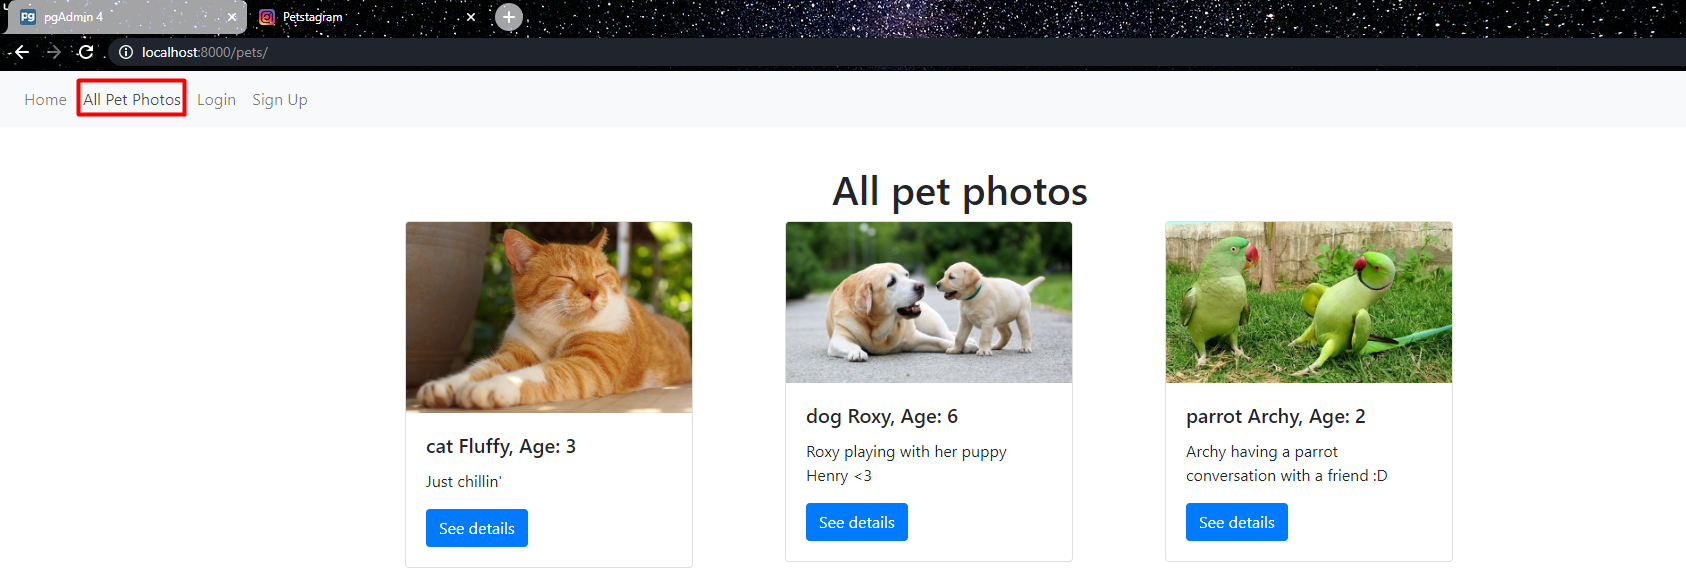 pgAdmin 4
Petstagram
localhost:8000/pets/
Home All Pet Photos Login Sign Up
All pet photos
cat Fluffy, Age: 3
Just chillin'
See details
dog Roxy, Age: 6
Roxy playing with her puppy
Henry <3
See details
parrot Archy, Age: 2
Archy having a parrot
conversation with a friend :D
See details